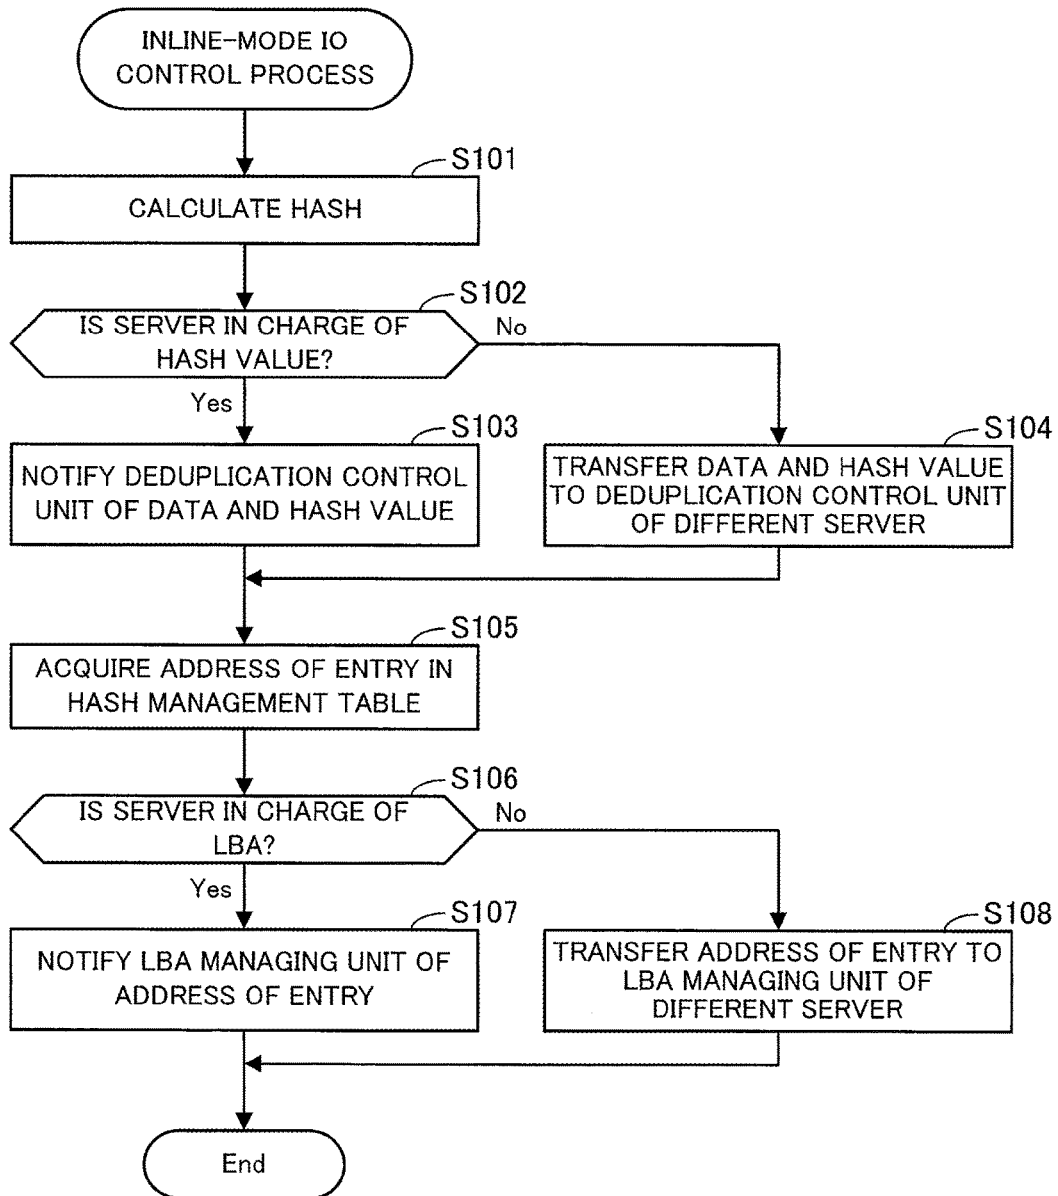 INLINE-MODE IO
CONTROL PROCESS
S101
CALCULATE HASH
S102
IS SERVER IN CHARGE OF
HASH VALUE?
No
Yes
S103
NOTIFY DEDUPLICATION CONTROL
UNIT OF DATA AND HASH VALUE
S104
TRANSFER DATA AND HASH VALUE
TO DEDUPLICATION CONTROL UNIT
OF DIFFERENT SERVER
S105
ACQUIRE ADDRESS OF ENTRY IN
HASH MANAGEMENT TABLE
S106
IS SERVER IN CHARGE OF
LBA?
No
Yes
S107
NOTIFY LBA MANAGING UNIT OF
ADDRESS OF ENTRY
S108
TRANSFER ADDRESS OF ENTRY TO
LBA MANAGING UNIT OF
DIFFERENT SERVER
End